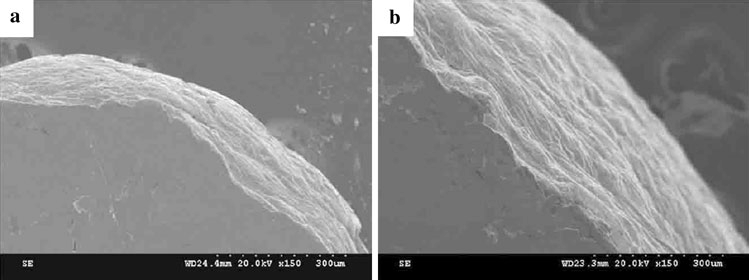 a
b
SE
WD24.4mm 20.0kV x150 300um
SE
WD23.3mm 20.0kV x150 300um